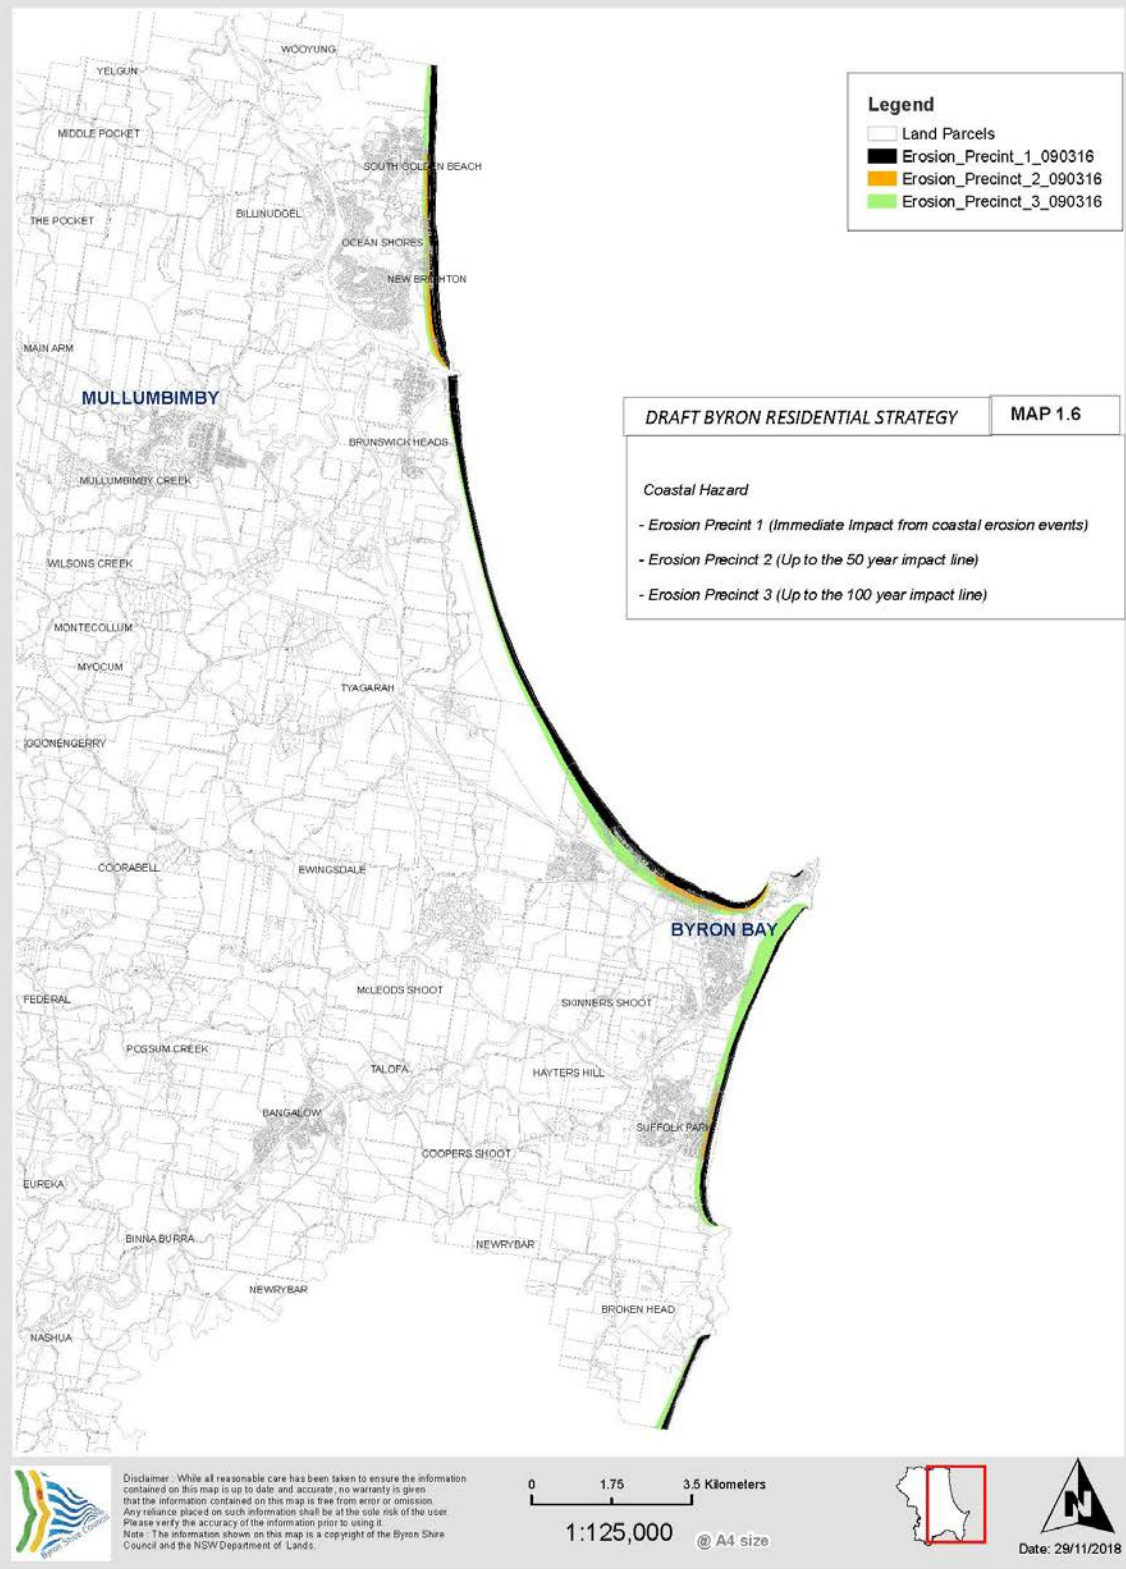 WOOYUNG
YELGUN
MIDDLE POCKET
SOUTH GOLDEN BEACH
THE POCKET
BILLINUDGEL
OCEAN SHORES
NEW BRIGHTON
MAIN ARM
MULLUMBIMBY
BRUNSWICK HEADS
MULLUMBIMBY CREEK
WILSONS CREEK
MONTECOLLUM
MYOCUM
TYAGARAH
GOONENGERRY
COORABELL
EWINGSDALE
BYRON BAY
McLEODS SHOOT
SKINNERS SHOOT
FEDERAL
POSSUM CREEK
TALOFA
HAYTERS HILL
BANGALOW
SUFFOLK PARK
COOPERS SHOOT
EUREKA
BINNA BURRA
NEWRYBAR
NEWRYBAR
BROKEN HEAD
NASHUA
Legend
Land Parcels
Erosion_Precint_1_090316
Erosion_Precinct_2_090316
Erosion_Precinct_3_090316
DRAFT BYRON RESIDENTIAL STRATEGY
MAP 1.6
Coastal Hazard
- Erosion Precint 1 (Immediate Impact from coastal erosion events)
- Erosion Precinct 2 (Up to the 50 year impact line)
- Erosion Precinct 3 (Up to the 100 year impact line)
Byron Shire Council
Disclaimer : While all reasonable care has been taken to ensure the information
contained on this map is up to date and accurate, no warranty is given
that the information contained on this map is free from error or omission.
Any reliance placed on such information shall be at the sole risk of the user.
Please verify the accuracy of the information prior to using it.
Note : The information shown on this map is a copyright of the Byron Shire
Council and the NSW Department of Lands.
0 1.75 3.5 Kilometers
1:125,000 @ A4 size
N
Date: 29/11/2018